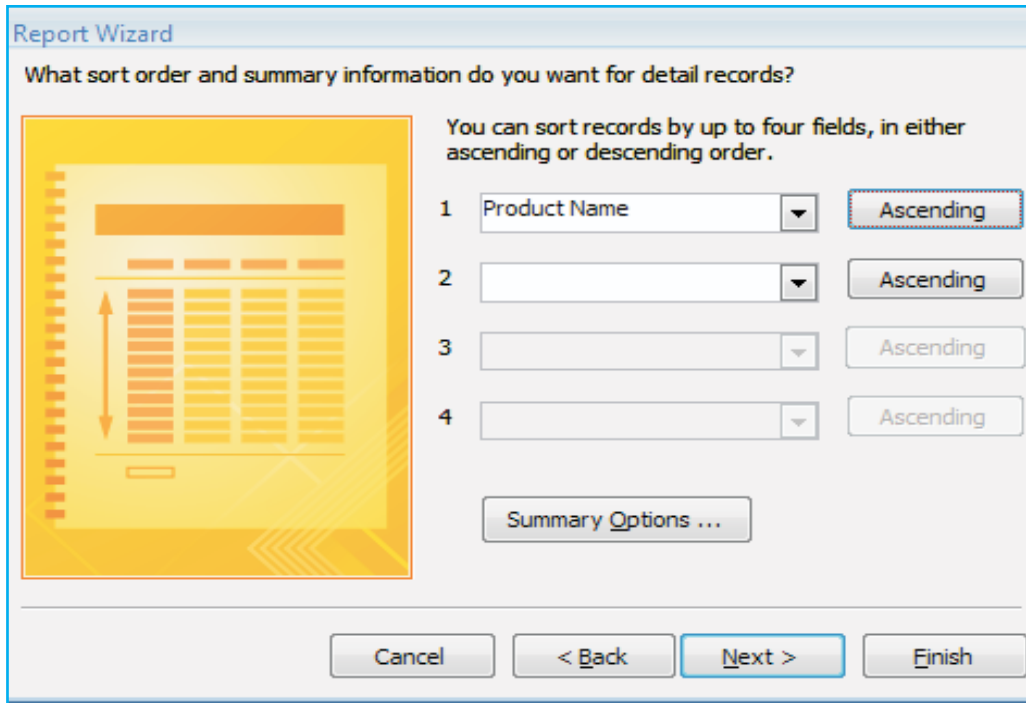 Report Wizard
What sort order and summary information do you want for detail records?
You can sort records by up to four fields, in either
ascending or descending order.
1 Product Name Ascending
2 Ascending
3 Ascending
4 Ascending
Summary Options ...
Cancel < Back Next > Finish